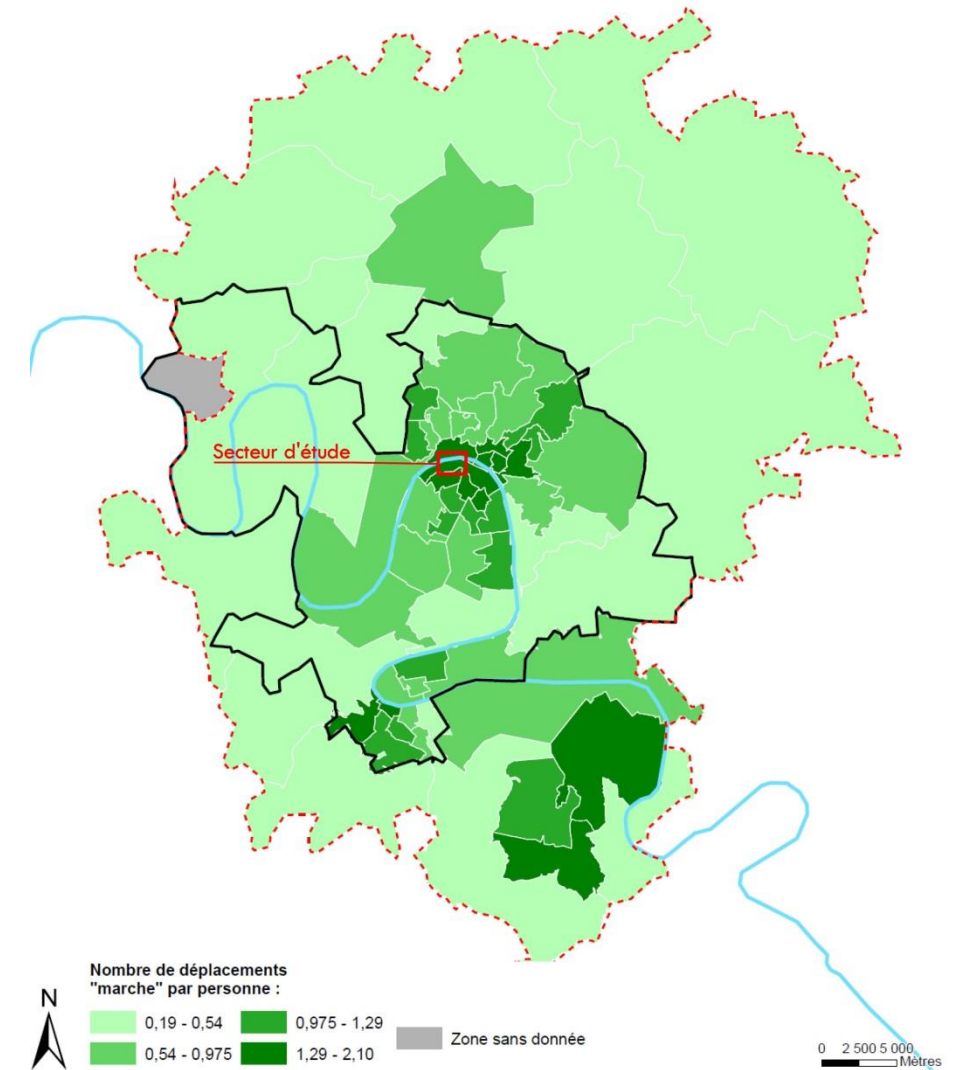 Secteur d'étude
Nombre de déplacements
"marche" par personne :
N
0,19 - 0,54
0,975 - 1,29
0,54 - 0,975
1,29 - 2,10
Zone sans donnée
0 2 500 5 000
Mètres